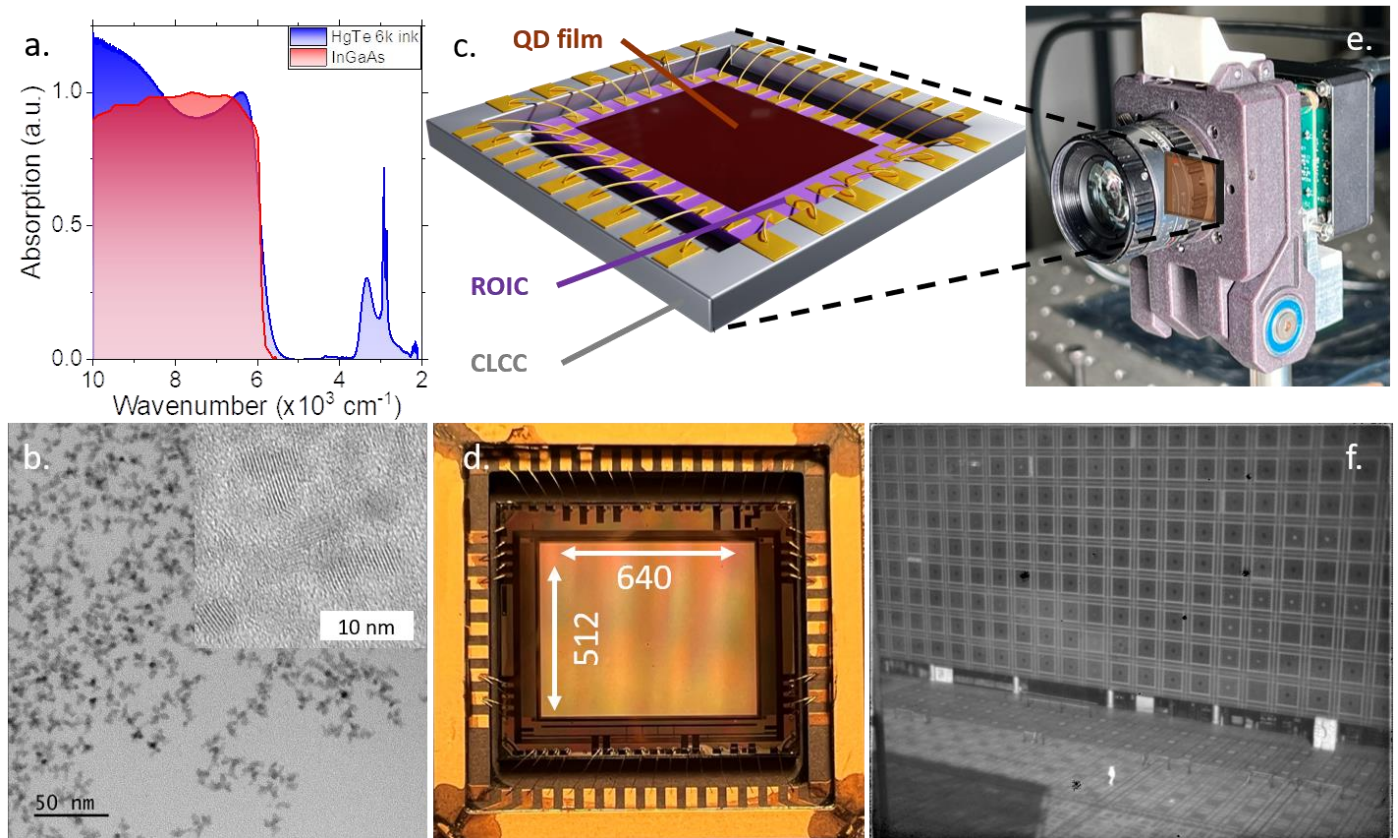 a.
HgTe 6k ink
InGaAs
1.0
0.5
0.0
10
8
6
4
2
Absorption (a.u.)
Wavenumber (x10³ cm⁻¹)
c.
QD film
ROIC
CLCC
e.
b.
10 nm
50 nm
d.
640
512
f.